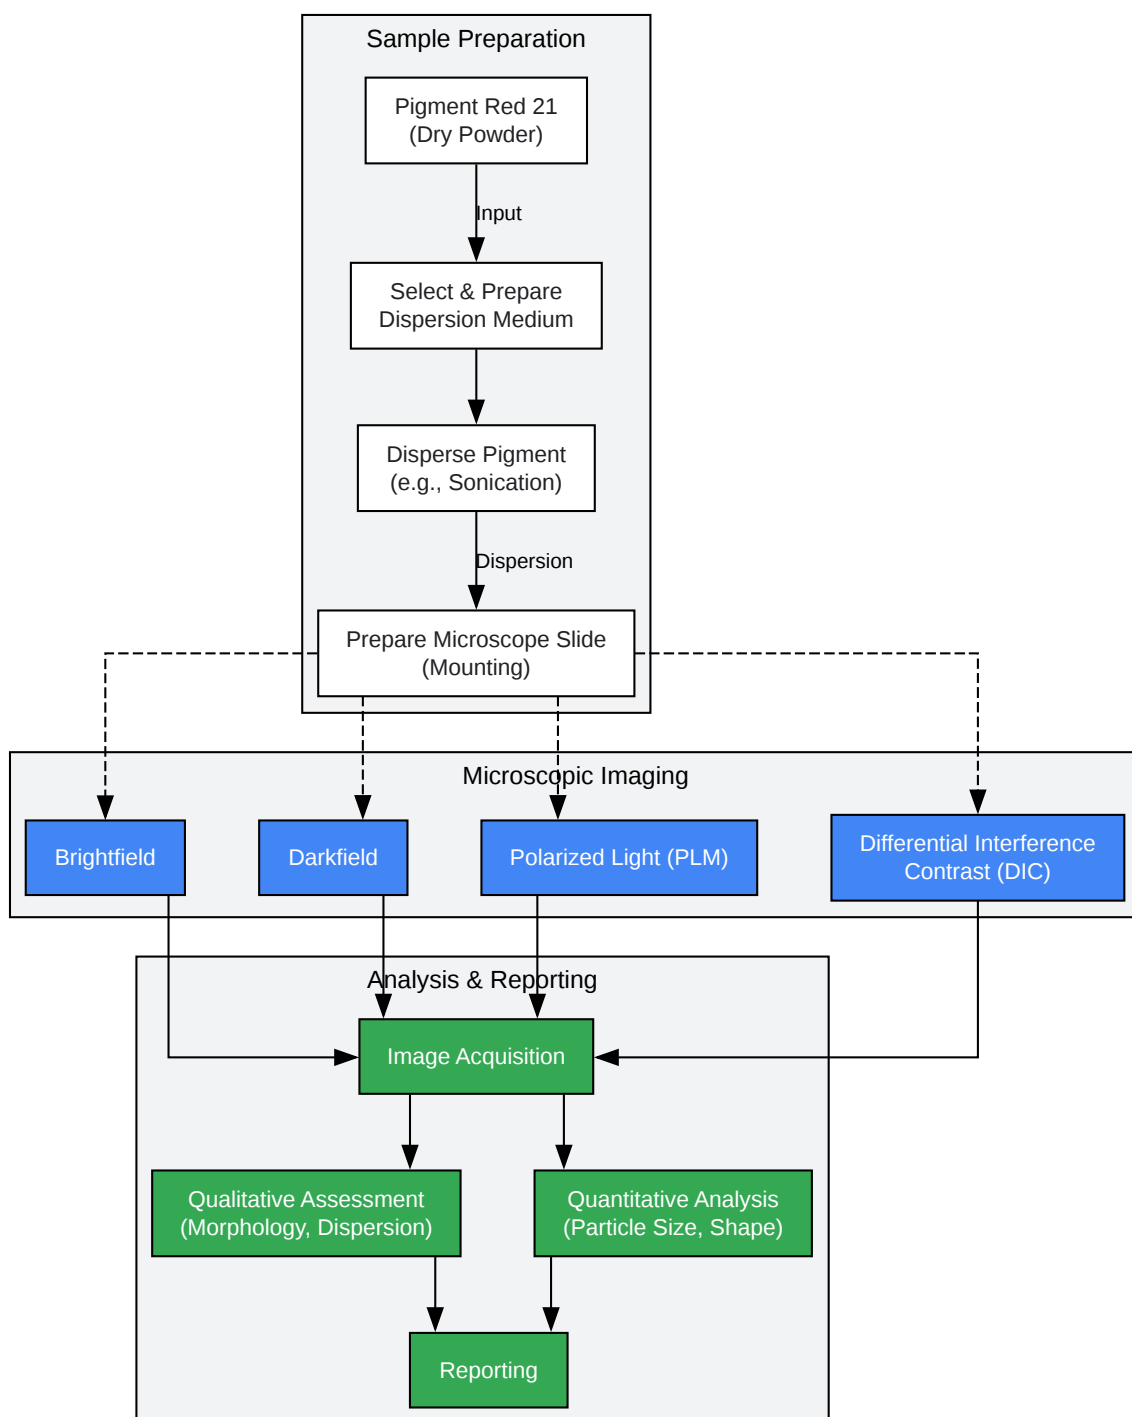 Sample Preparation
Pigment Red 21
(Dry Powder)
Input
Select & Prepare
Dispersion Medium
Disperse Pigment
(e.g., Sonication)
Dispersion
Prepare Microscope Slide
(Mounting)
Microscopic Imaging
Brightfield
Darkfield
Polarized Light (PLM)
Differential Interference
Contrast (DIC)
Analysis & Reporting
Image Acquisition
Qualitative Assessment
(Morphology, Dispersion)
Quantitative Analysis
(Particle Size, Shape)
Reporting